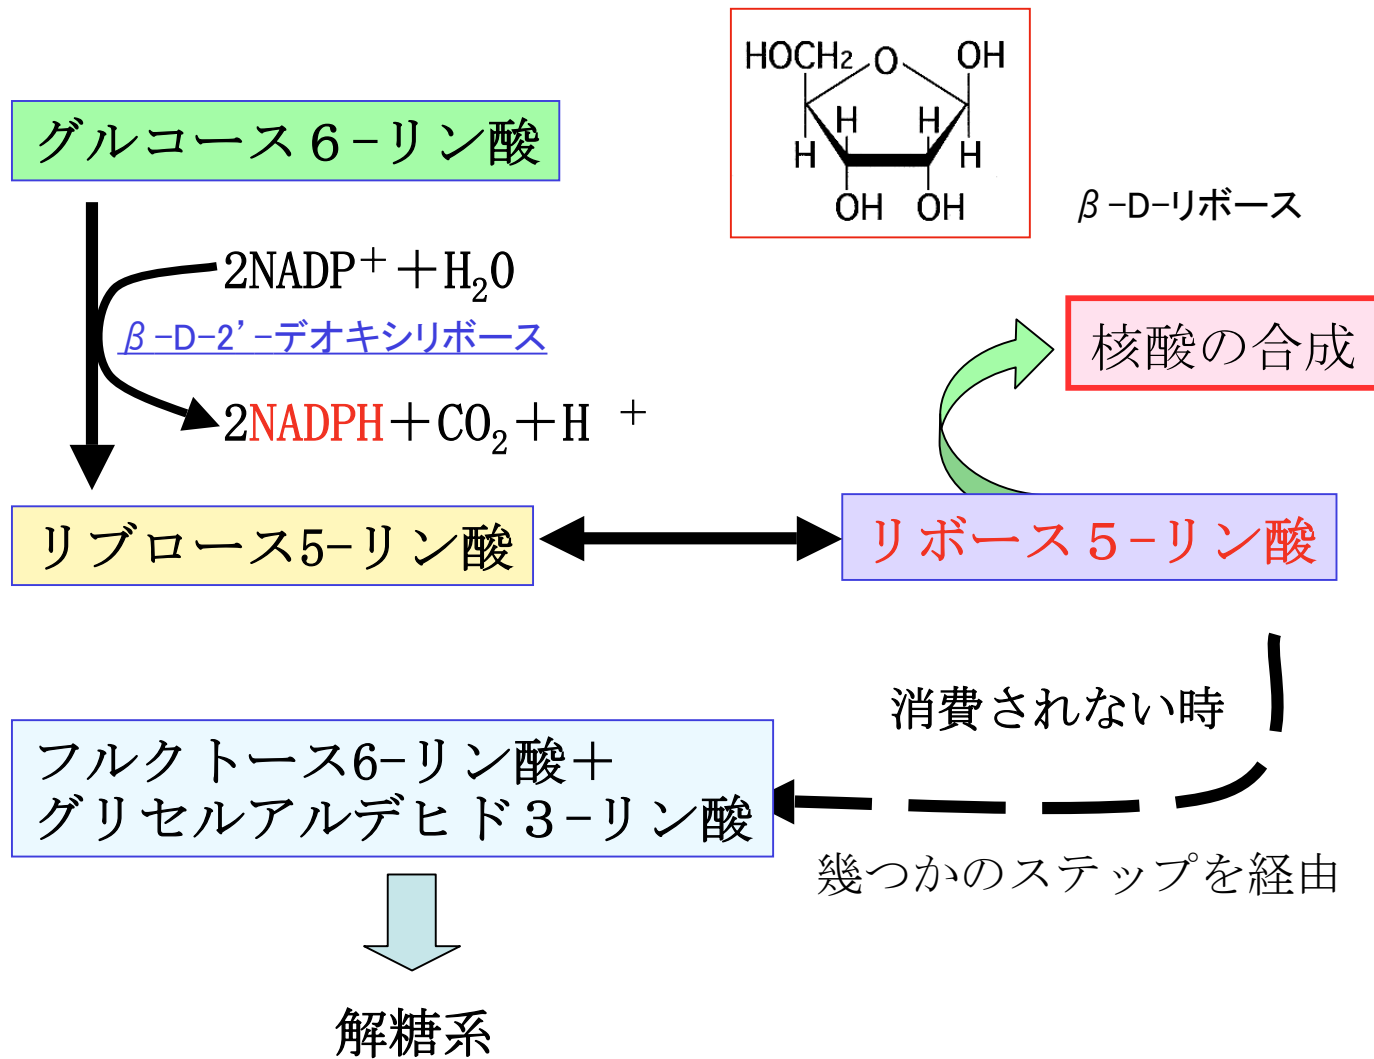 HOCH2 O OH
H H
H H
OH OH
β-D-リボース
グルコース６−リン酸
2NADP⁺＋H₂O
β-D-2’-デオキシリボース
2NADPH＋CO₂＋H ⁺
核酸の合成
リブロース5−リン酸
リボース５−リン酸
消費されない時
フルクトース6−リン酸＋
グリセルアルデヒド３−リン酸
幾つかのステップを経由
解糖系